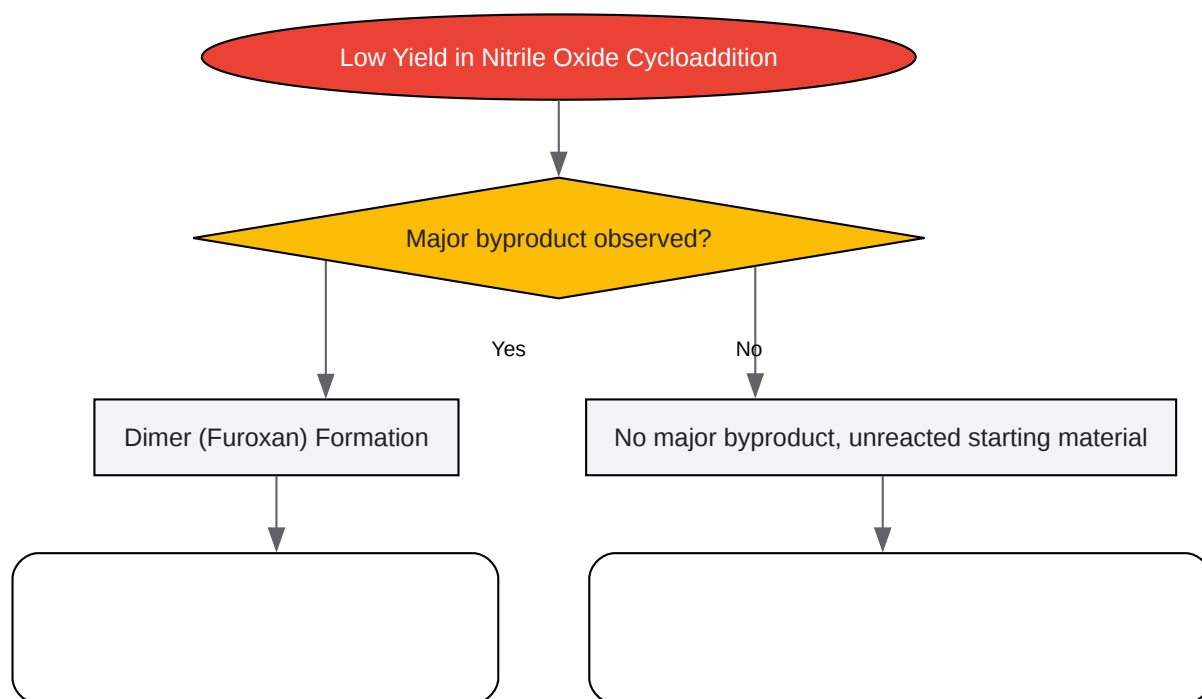 Low Yield in Nitrile Oxide Cycloaddition
Major byproduct observed?
Yes
No
Dimer (Furoxan) Formation
No major byproduct, unreacted starting material